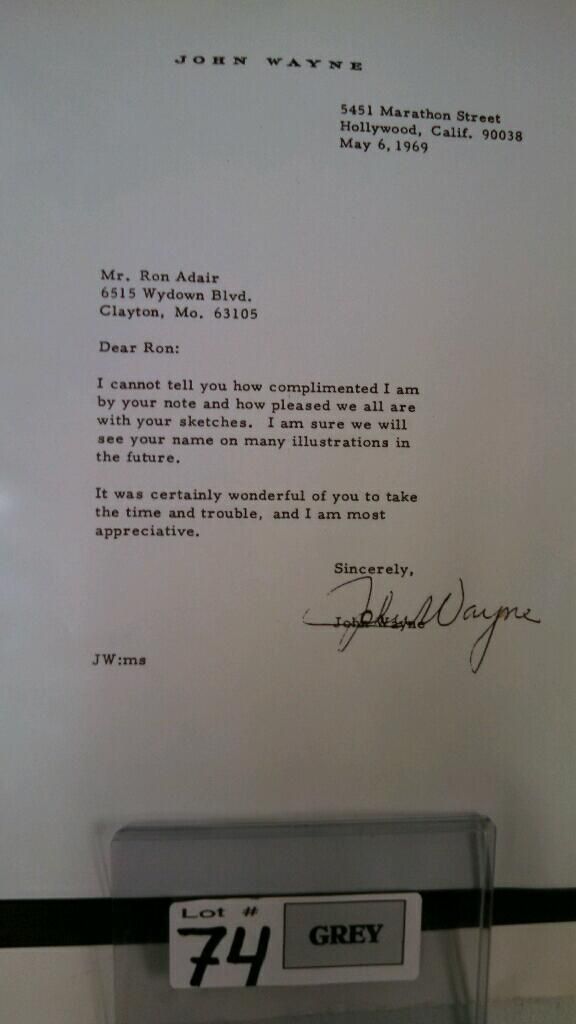 JOHN WAYNE
5451 Marathon Street
Hollywood, Calif. 90038
May 6, 1969
Mr. Ron Adair
6515 Wydown Blvd.
Clayton, Mo. 63105
Dear Ron:
I cannot tell you how complimented I am
by your note and how pleased we all are
with your sketches. I am sure we will
see your name on many illustrations in
the future.
It was certainly wonderful of you to take
the time and trouble, and I am most
appreciative.
Sincerely,
John Wayne
John Wayne
JW:ms
Lot #
74
GREY